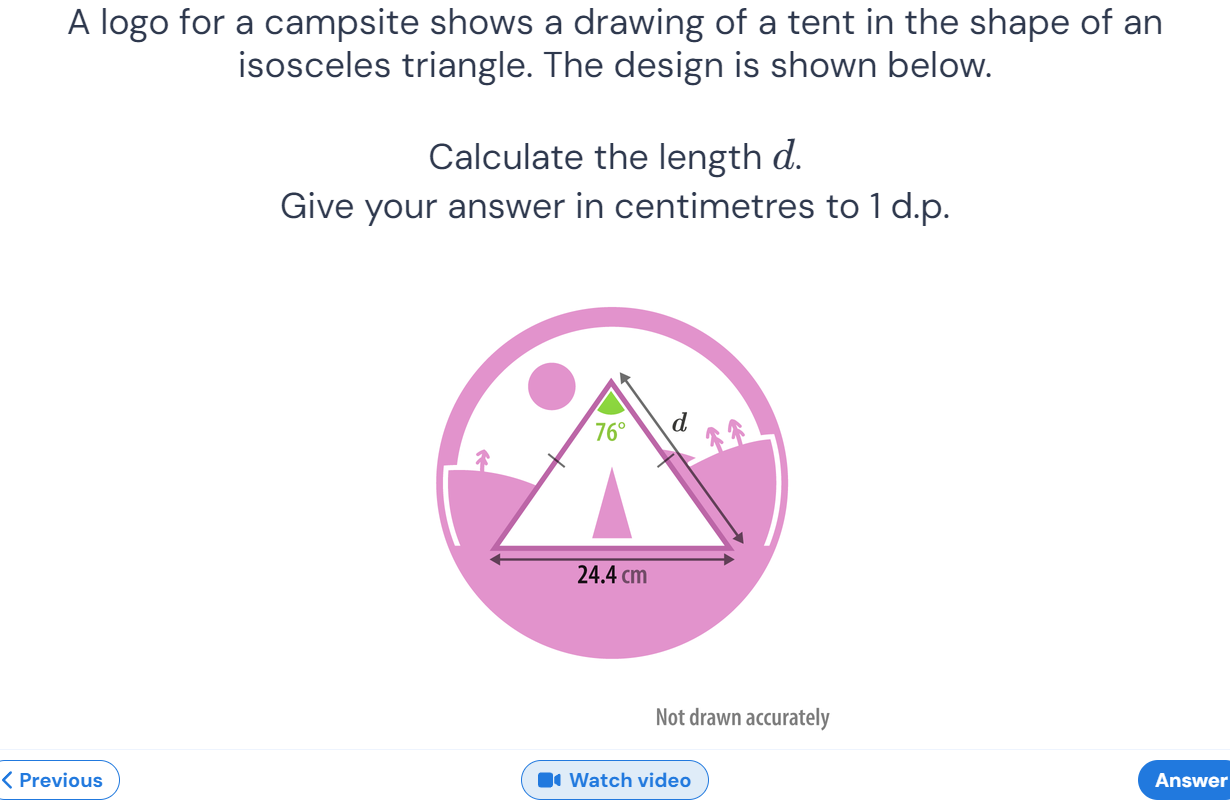 A logo for a campsite shows a drawing of a tent in the shape of an
isosceles triangle. The design is shown below.
Calculate the length d.
Give your answer in centimetres to 1 d.p.
d
76°
24.4 cm
Not drawn accurately
Previous
Watch video
Answer